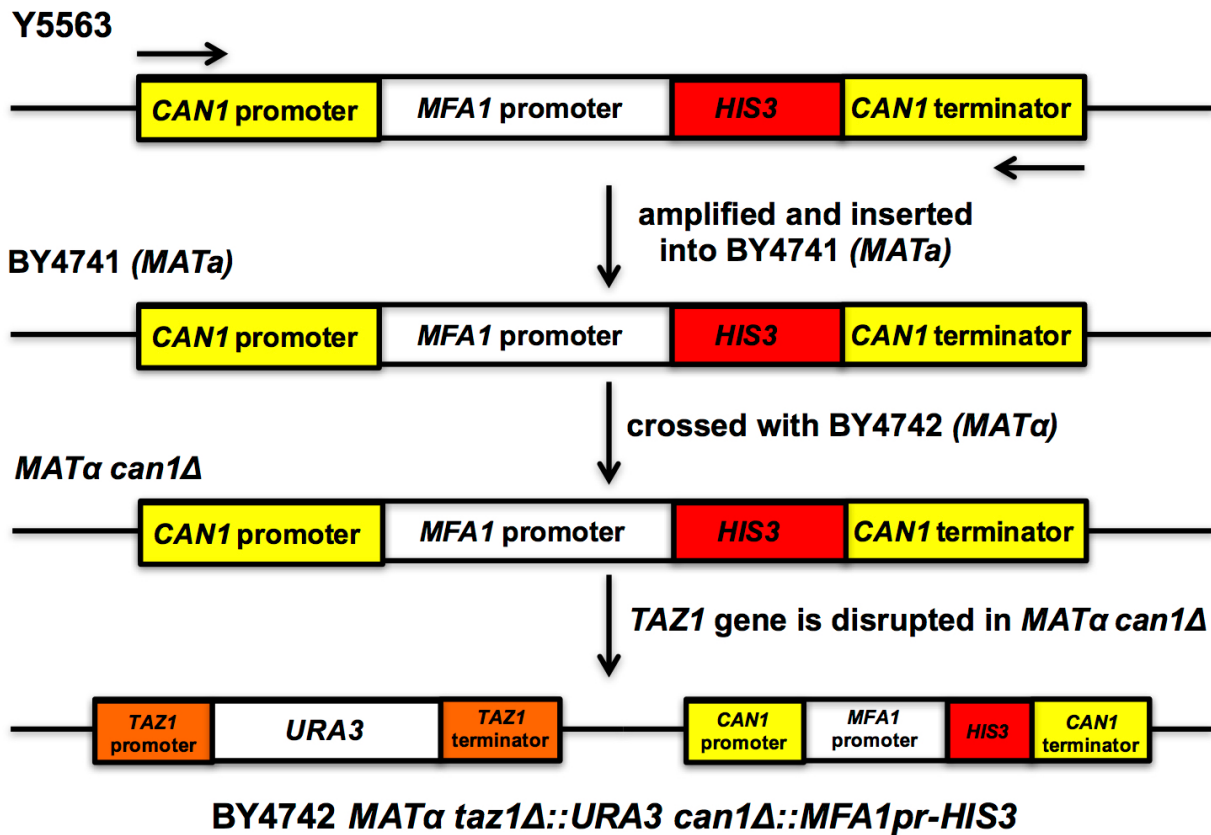 Y5563
CAN1 promoter MFA1 promoter HIS3 CAN1 terminator
amplified and inserted
into BY4741 (MATa)
BY4741 (MATa)
CAN1 promoter MFA1 promoter HIS3 CAN1 terminator
crossed with BY4742 (MATα)
MATα can1Δ
CAN1 promoter MFA1 promoter HIS3 CAN1 terminator
TAZ1 gene is disrupted in MATα can1Δ
TAZ1
promoter
URA3
TAZ1
terminator
CAN1
promoter
MFA1
promoter
HIS3
CAN1
terminator
BY4742 MATα taz1Δ::URA3 can1Δ::MFA1pr-HIS3